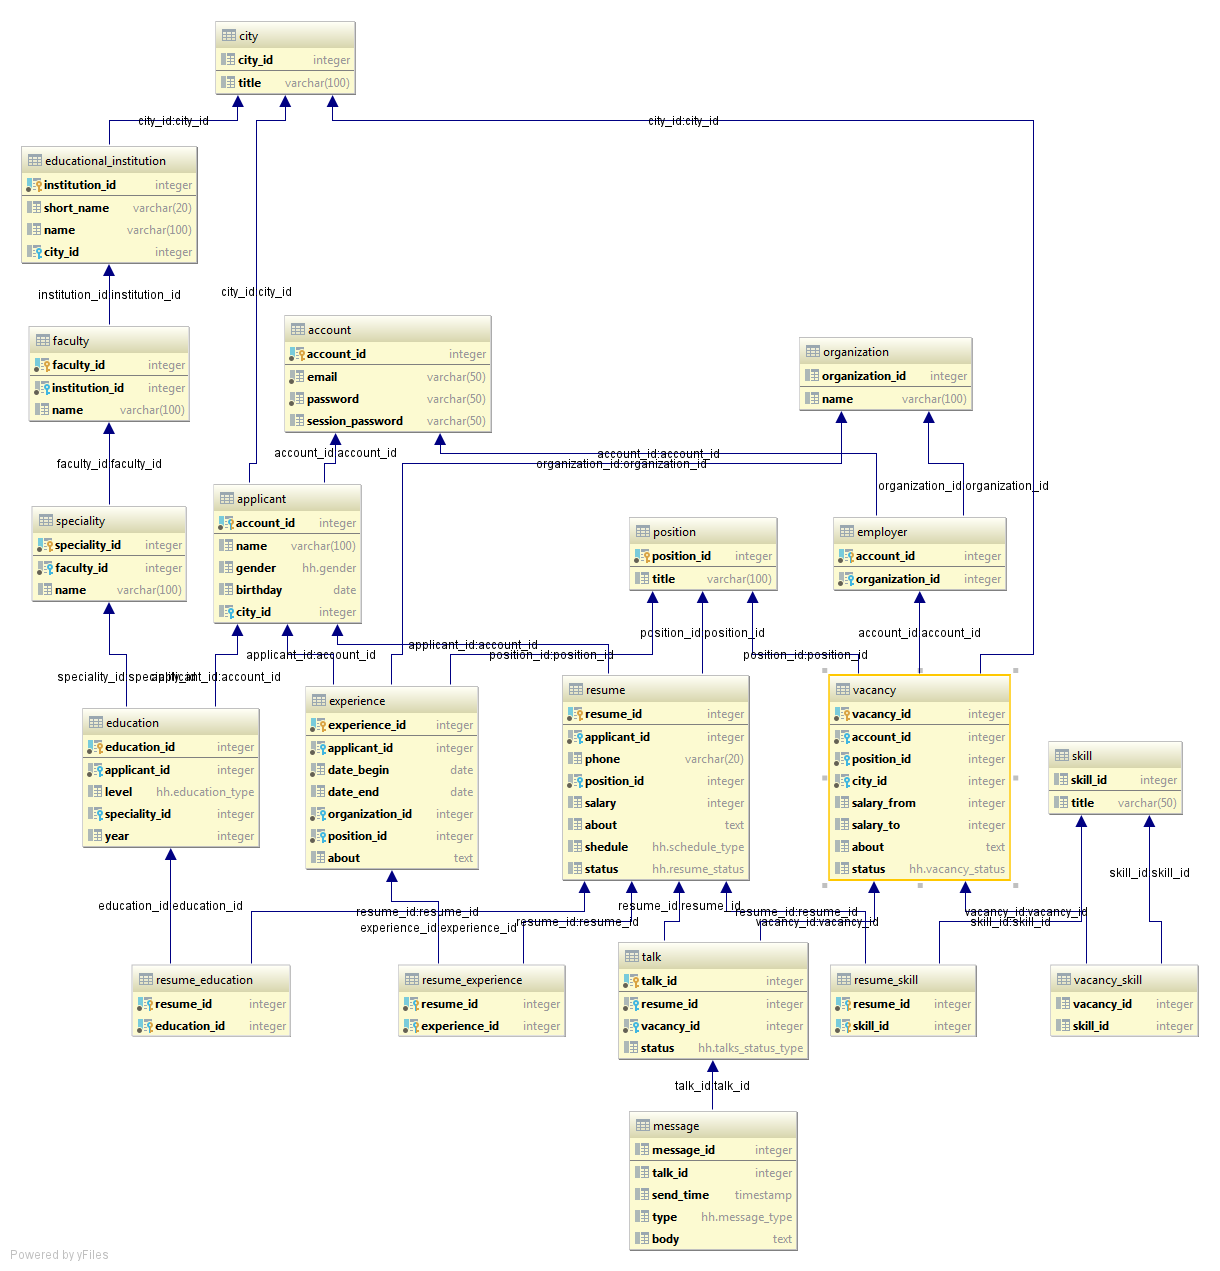 city
city_id integer
title varchar(100)
city_id:city_id
city_id:city_id
educational_institution
institution_id integer
short_name varchar(20)
name varchar(100)
city_id integer
institution_id institution_id
city_id city_id
faculty
faculty_id integer
institution_id integer
name varchar(100)
account
account_id integer
email varchar(50)
password varchar(50)
session_password varchar(50)
organization
organization_id integer
name varchar(100)
faculty_id faculty_id
account_id account_id
account_id:account_id
organization_id:organization_id
organization_id organization_id
speciality
speciality_id integer
faculty_id integer
name varchar(100)
applicant
account_id integer
name varchar(100)
gender hh.gender
birthday date
city_id integer
position
position_id integer
title varchar(100)
employer
account_id integer
organization_id integer
position_id position_id
account_id account_id
applicant_id:account_id
applicant_id:account_id
position_id:position_id
position_id:position_id
speciality_id speciality_id
applicant_id:account_id
education
education_id integer
applicant_id integer
level hh.education_type
speciality_id integer
year integer
experience
experience_id integer
applicant_id integer
date_begin date
date_end date
organization_id integer
position_id integer
about text
resume
resume_id integer
applicant_id integer
phone varchar(20)
position_id integer
salary integer
about text
shedule hh.schedule_type
status hh.resume_status
vacancy
vacancy_id integer
account_id integer
position_id integer
city_id integer
salary_from integer
salary_to integer
about text
status hh.vacancy_status
skill
skill_id integer
title varchar(50)
skill_id skill_id
education_id education_id
resume_id:resume_id
experience_id experience_id
resume_id:resume_id
resume_id resume_id
resume_id:resume_id
vacancy_id:vacancy_id
vacancy_id:vacancy_id
skill_id:skill_id
resume_education
resume_id integer
education_id integer
resume_experience
resume_id integer
experience_id integer
talk
talk_id integer
resume_id integer
vacancy_id integer
status hh.talks_status_type
resume_skill
resume_id integer
skill_id integer
vacancy_skill
vacancy_id integer
skill_id integer
talk_id talk_id
message
message_id integer
talk_id integer
send_time timestamp
type hh.message_type
body text
Powered by yFiles